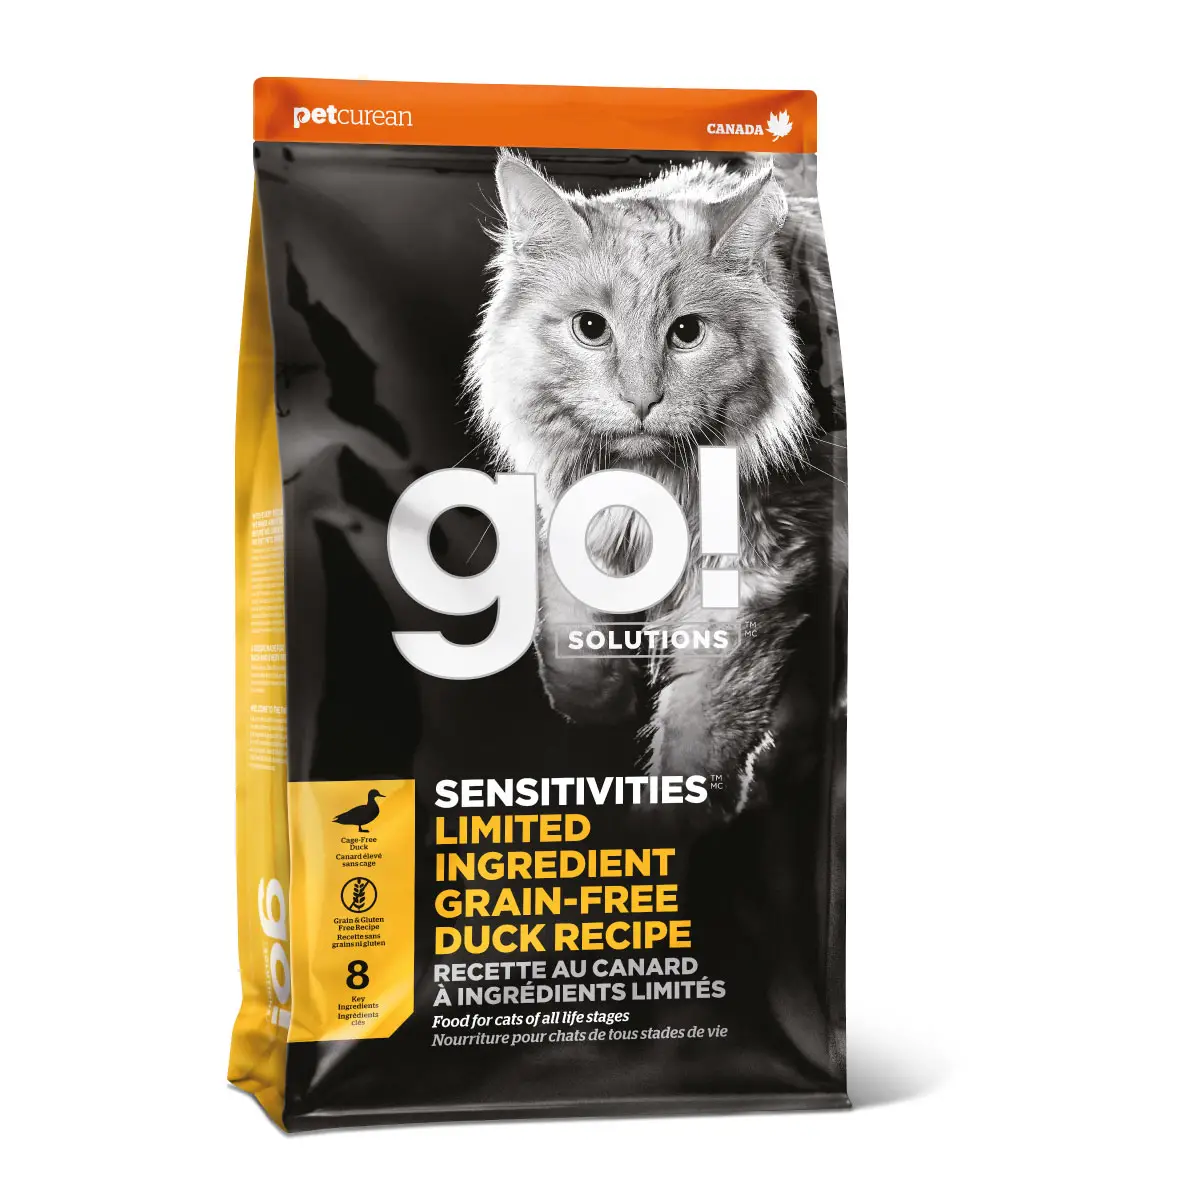 petcurean
CANADA
go!
SOLUTIONS
TM
MC
SENSITIVITIES
TM
MC
LIMITED
INGREDIENT
GRAIN-FREE
DUCK RECIPE
RECETTE AU CANARD
À INGRÉDIENTS LIMITÉS
Food for cats of all life stages
Nourriture pour chats de tous stades de vie
Cage-Free
Duck
Canard élevé
sans cage
Grain & Gluten
Free Recipe
Recette sans
grains ni gluten
8
Key
Ingredients
Ingrédients
clés
go!